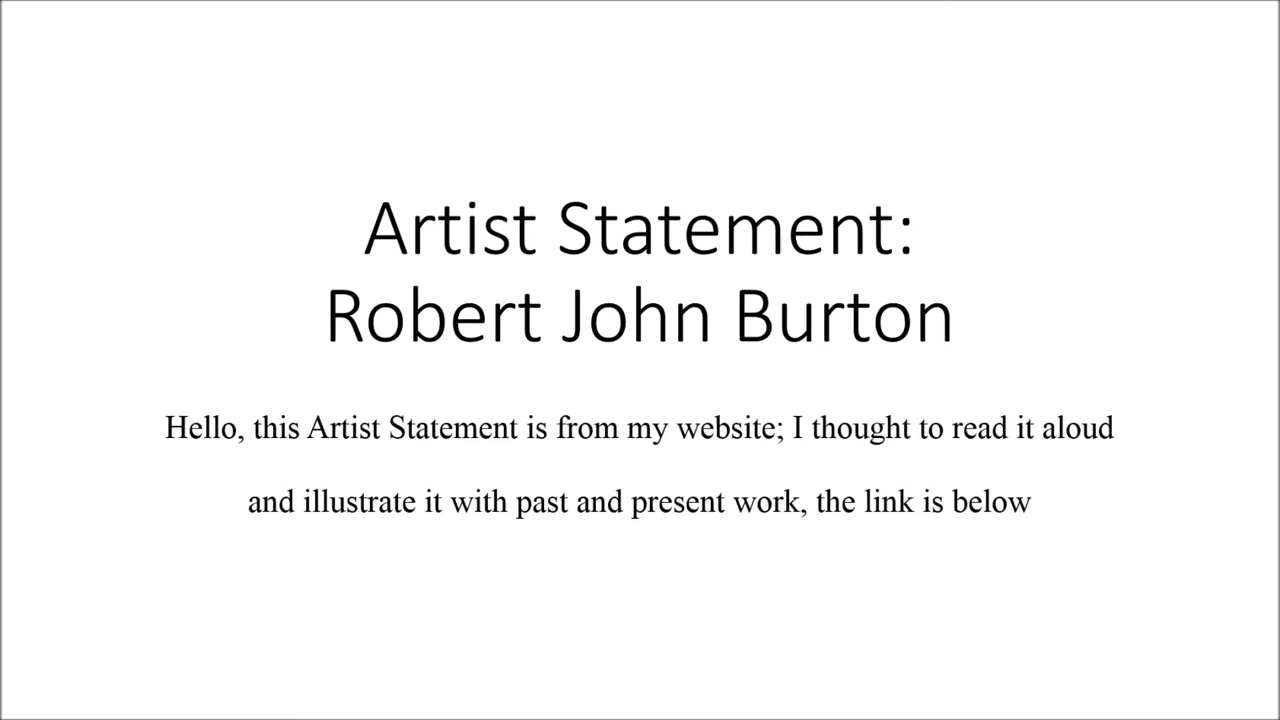 Artist Statement:
Robert John Burton
Hello, this Artist Statement is from my website; I thought to read it aloud
and illustrate it with past and present work, the link is below